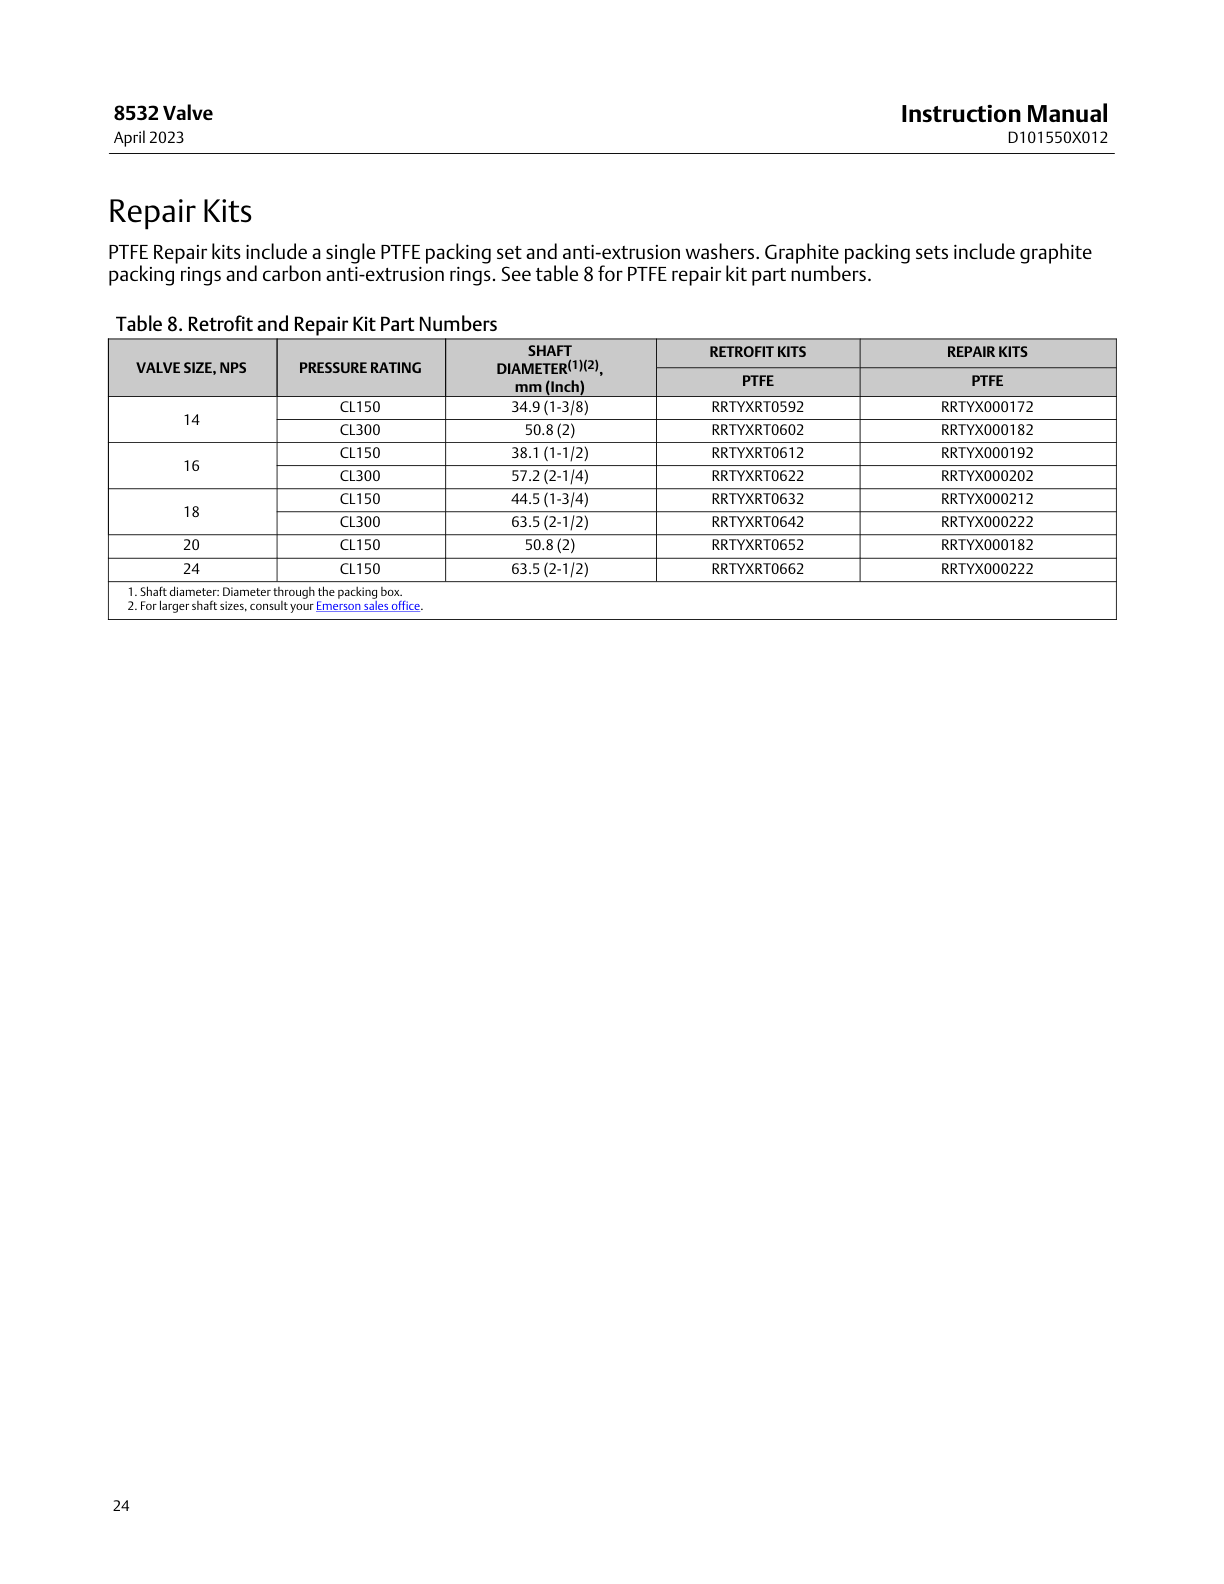 8532 Valve
April 2023
Instruction Manual
D101550X012
Repair Kits
PTFE Repair kits include a single PTFE packing set and anti-extrusion washers. Graphite packing sets include graphite
packing rings and carbon anti-extrusion rings. See table 8 for PTFE repair kit part numbers.
Table 8. Retrofit and Repair Kit Part Numbers
VALVE SIZE, NPS PRESSURE RATING SHAFT DIAMETER(1)(2), mm (Inch) RETROFIT KITS REPAIR KITS
PTFE PTFE
14 CL150 34.9 (1-3/8) RRTYXRT0592 RRTYX000172
CL300 50.8 (2) RRTYXRT0602 RRTYX000182
16 CL150 38.1 (1-1/2) RRTYXRT0612 RRTYX000192
CL300 57.2 (2-1/4) RRTYXRT0622 RRTYX000202
18 CL150 44.5 (1-3/4) RRTYXRT0632 RRTYX000212
CL300 63.5 (2-1/2) RRTYXRT0642 RRTYX000222
20 CL150 50.8 (2) RRTYXRT0652 RRTYX000182
24 CL150 63.5 (2-1/2) RRTYXRT0662 RRTYX000222
1. Shaft diameter: Diameter through the packing box.
2. For larger shaft sizes, consult your Emerson sales office.
24